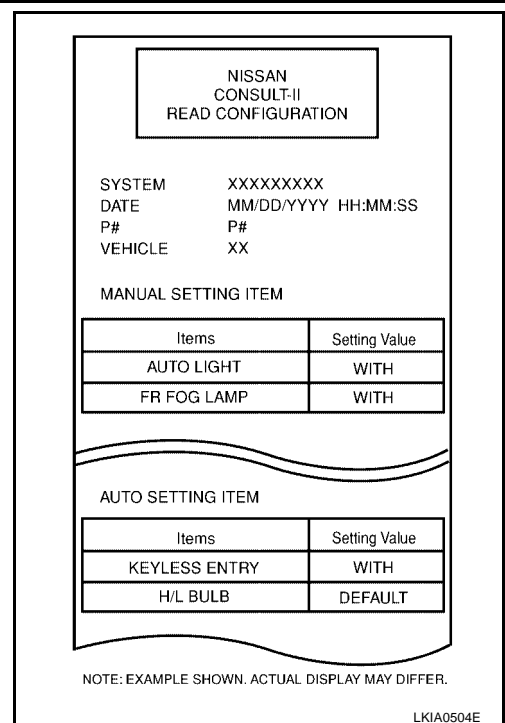 NISSAN
CONSULT-II
READ CONFIGURATION
SYSTEM XXXXXXXXX
DATE MM/DD/YYYY HH:MM:SS
P# P#
VEHICLE XX
MANUAL SETTING ITEM
Items Setting Value
AUTO LIGHT WITH
FR FOG LAMP WITH
AUTO SETTING ITEM
Items Setting Value
KEYLESS ENTRY WITH
H/L BULB DEFAULT
NOTE: EXAMPLE SHOWN. ACTUAL DISPLAY MAY DIFFER.
LKIA0504E